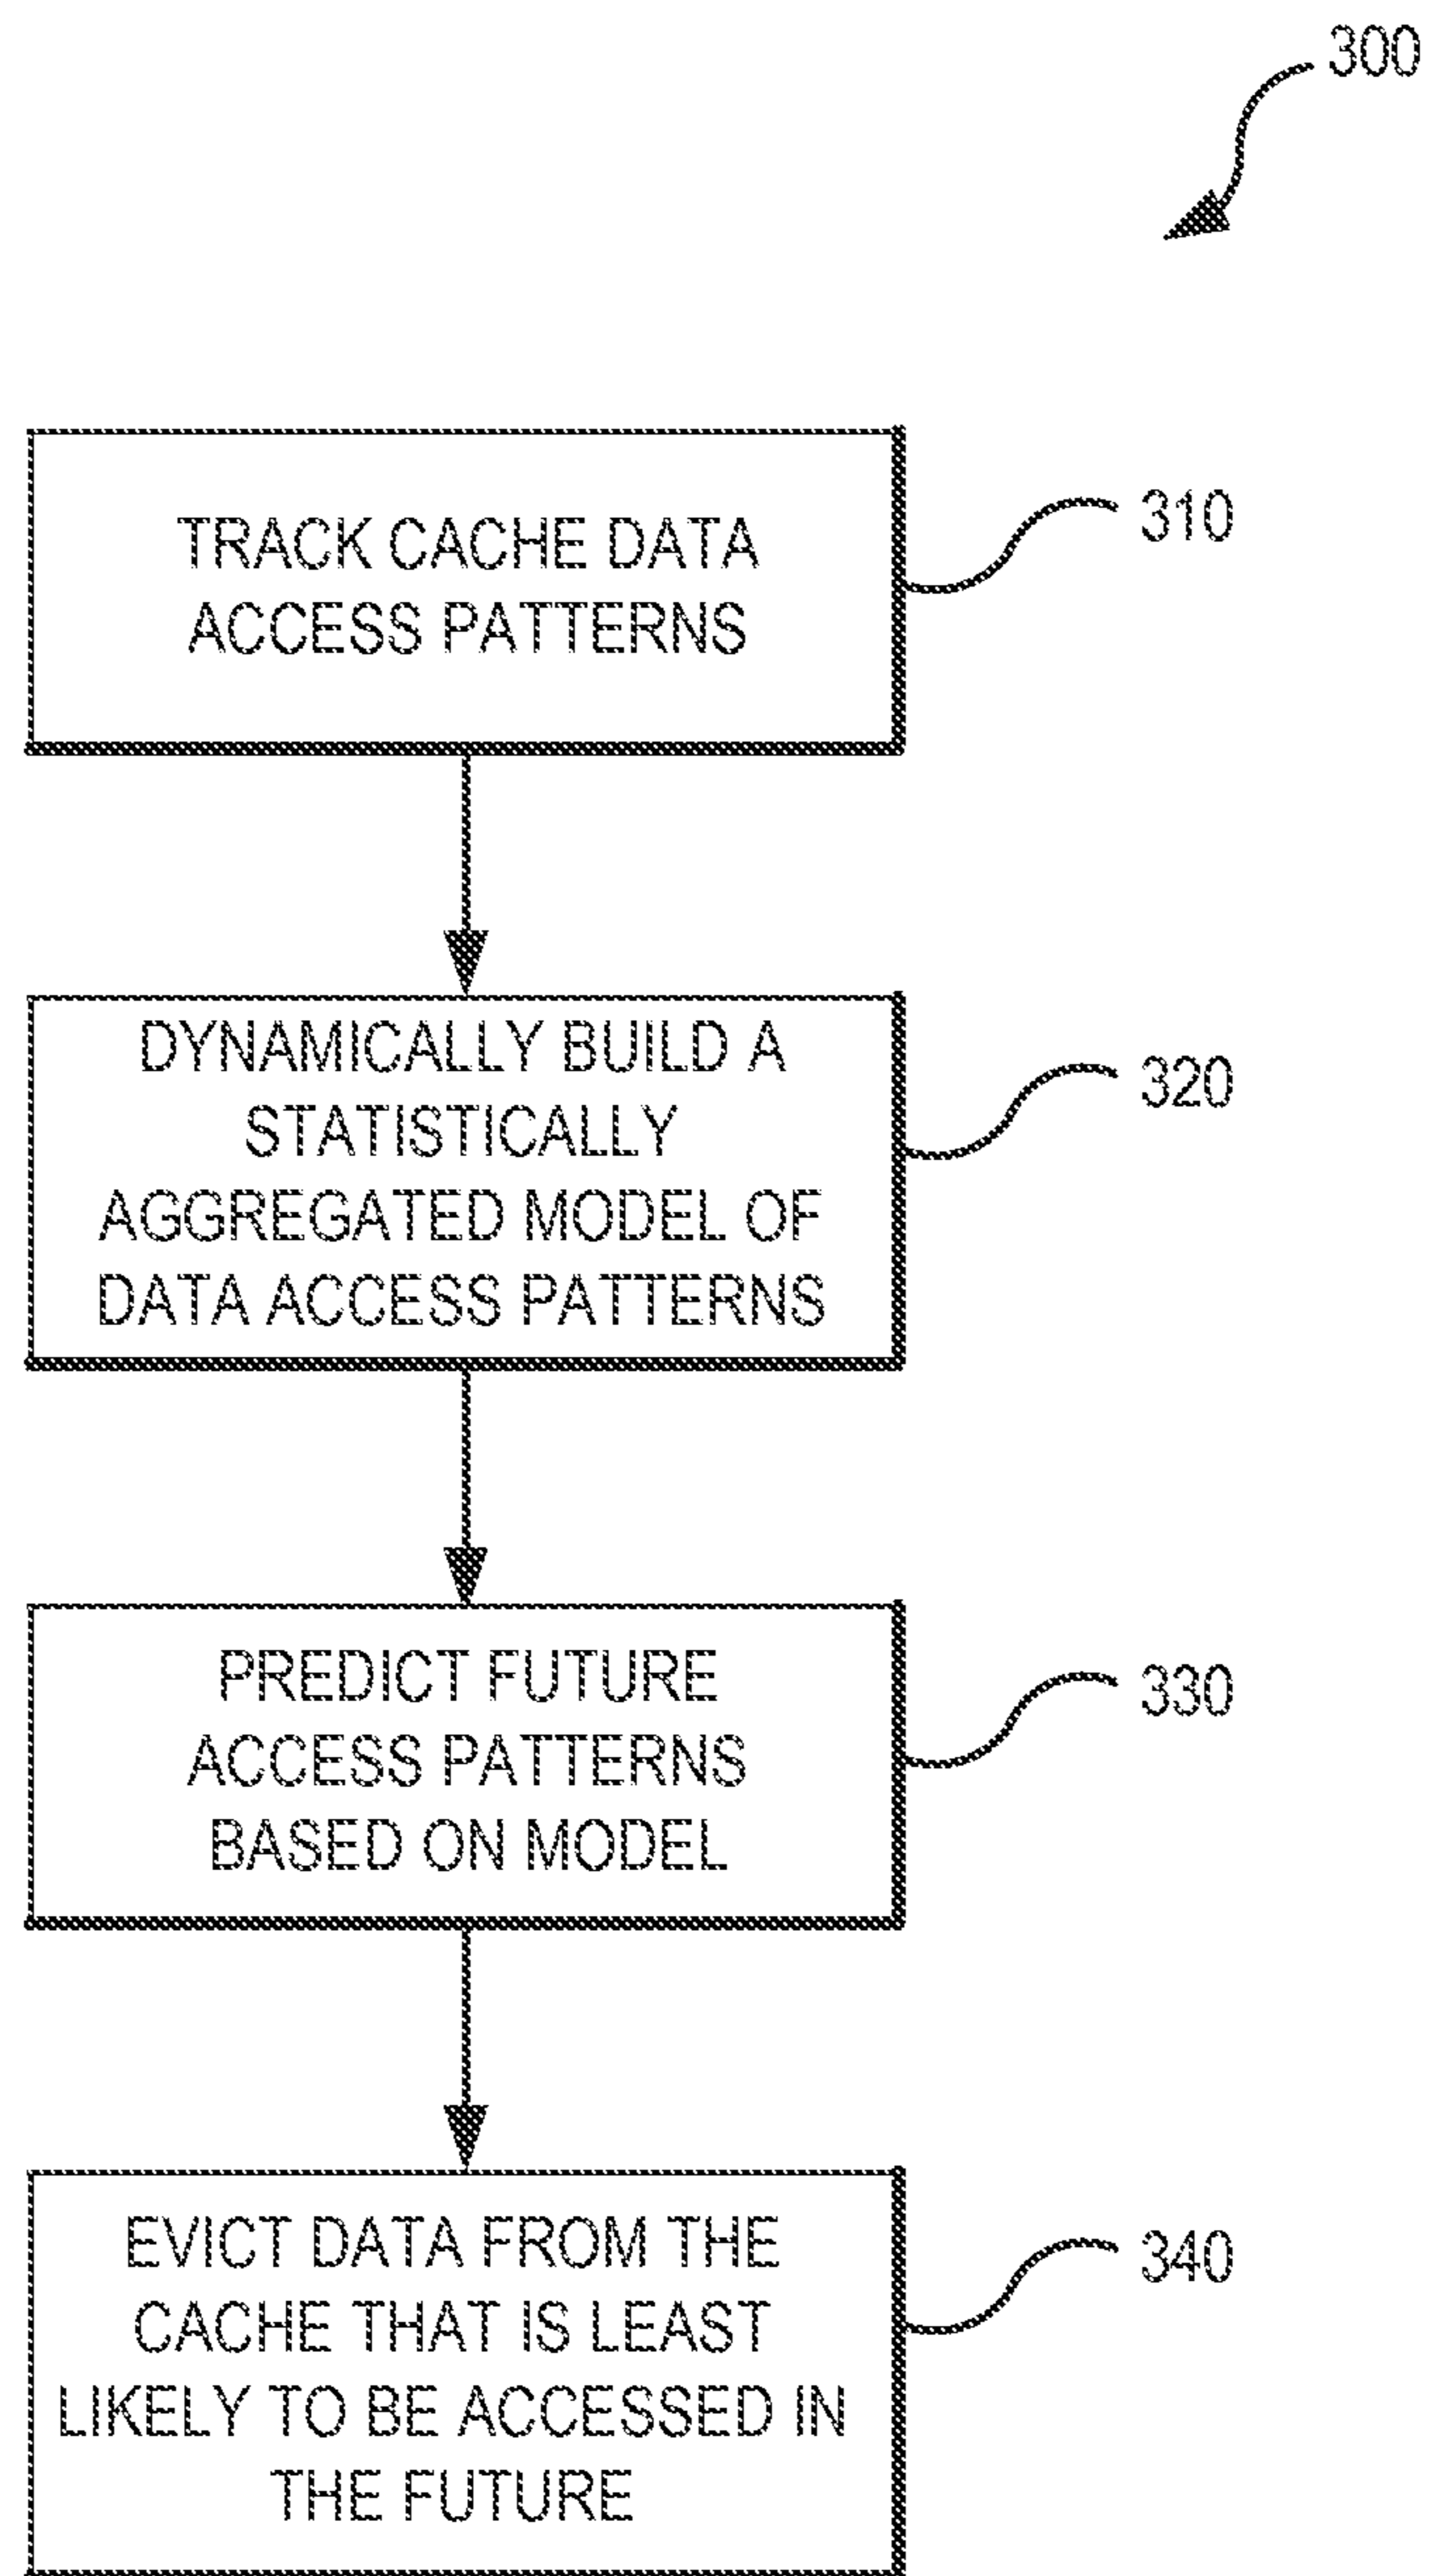 300
TRACK CACHE DATA
ACCESS PATTERNS
310
DYNAMICALLY BUILD A
STATISTICALLY
AGGREGATED MODEL OF
DATA ACCESS PATTERNS
320
PREDICT FUTURE
ACCESS PATTERNS
BASED ON MODEL
330
EVICT DATA FROM THE
CACHE THAT IS LEAST
LIKELY TO BE ACCESSED IN
THE FUTURE
340